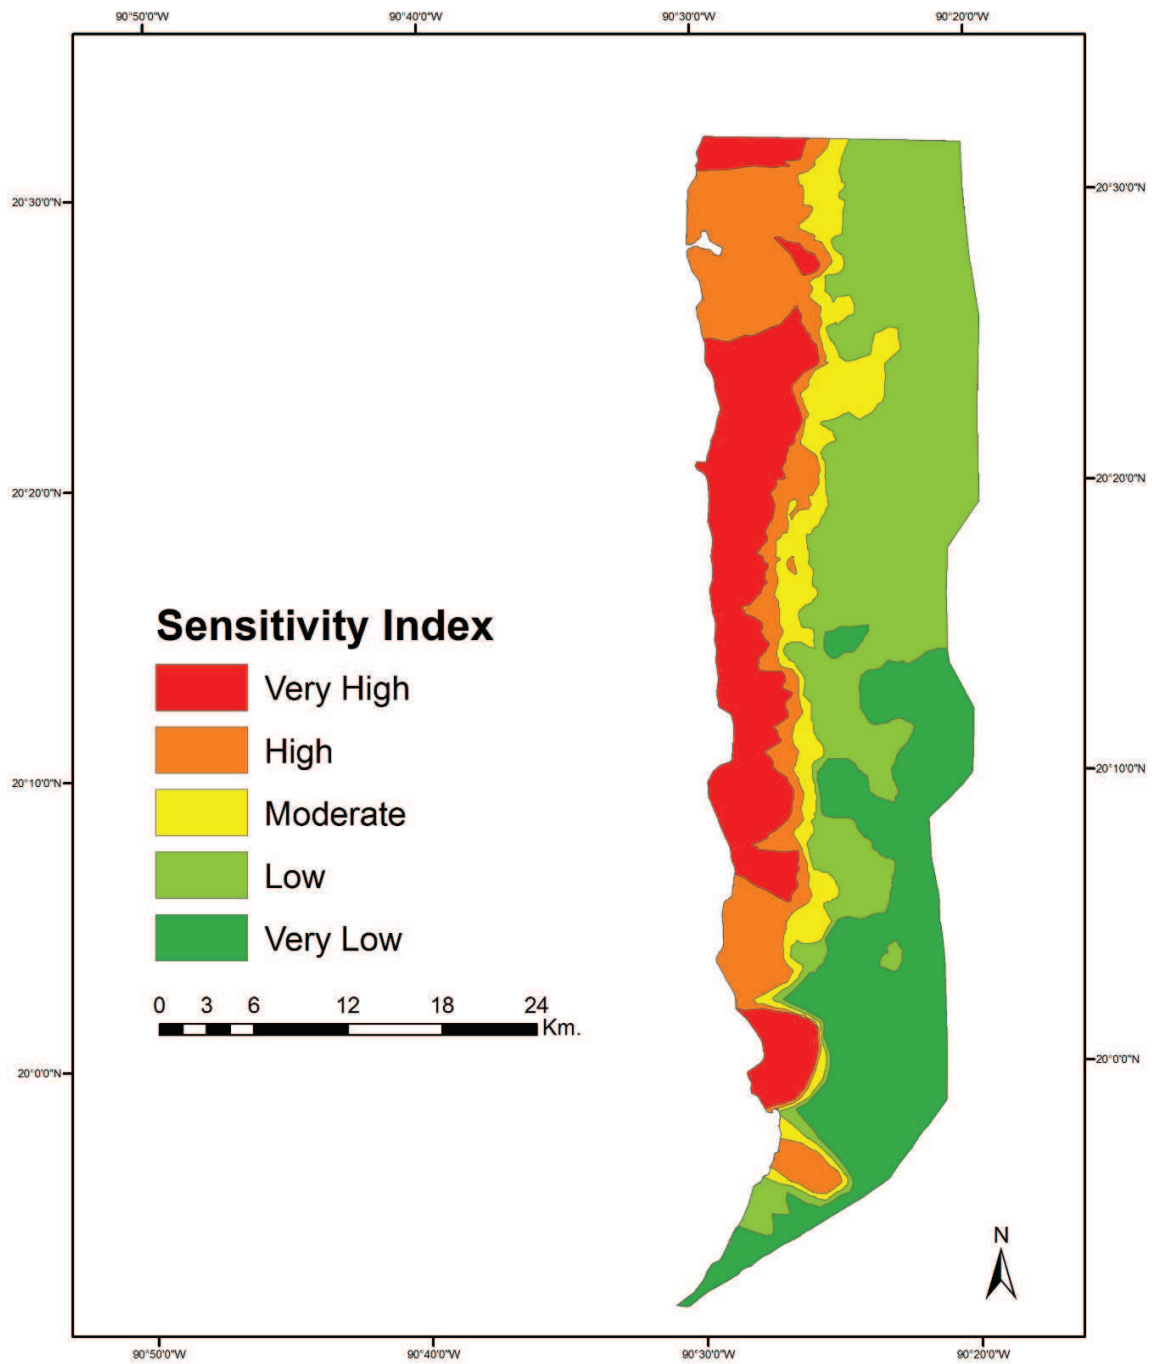 90°50'0"W 90°40'0"W 90°30'0"W 90°20'0"W
20°30'0"N 20°30'0"N
20°20'0"N 20°20'0"N
Sensitivity Index
Very High
High
20°10'0"N 20°10'0"N
Moderate
Low
Very Low
0 3 6 12 18 24
Km.
20°0'0"N 20°0'0"N
N
90°50'0"W 90°40'0"W 90°30'0"W 90°20'0"W